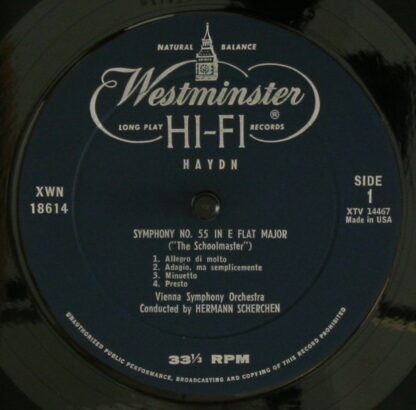 NATURAL BALANCE
Westminster
®
LONG PLAY HI-FI RECORDS
HAYDN
XWN
18614
SIDE
1
XTV 14467
Made in USA
SYMPHONY NO. 55 IN E FLAT MAJOR
("The Schoolmaster")
1. Allegro di molto
2. Adagio, ma semplicemente
3. Minuetto
4. Presto
Vienna Symphony Orchestra
Conducted by HERMANN SCHERCHEN
33⅓ RPM
UNAUTHORIZED PUBLIC PERFORMANCE, BROADCASTING AND COPYING OF THIS RECORD PROHIBITED